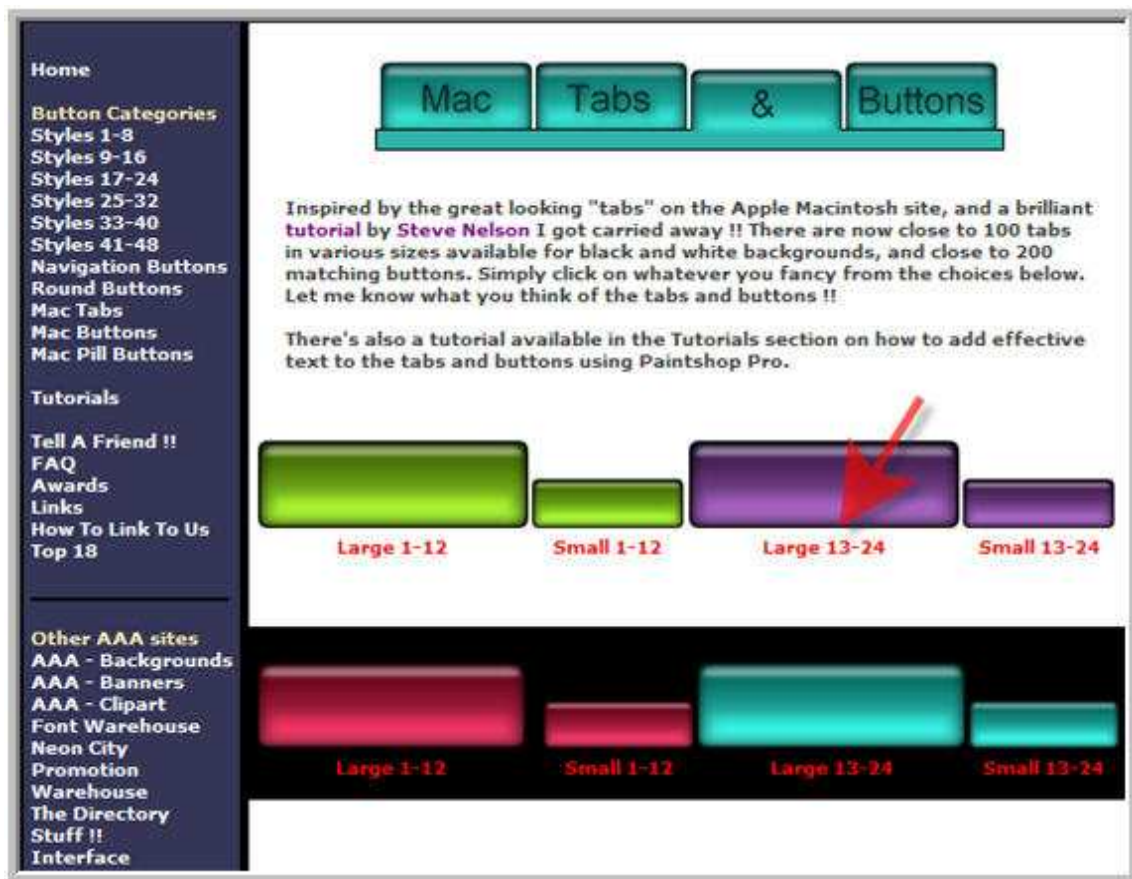 Home
Button Categories
Styles 1-8
Styles 9-16
Styles 17-24
Styles 25-32
Styles 33-40
Styles 41-48
Navigation Buttons
Round Buttons
Mac Tabs
Mac Buttons
Mac Pill Buttons
Tutorials
Tell A Friend !!
FAQ
Awards
Links
How To Link To Us
Top 18
Other AAA sites
AAA - Backgrounds
AAA - Banners
AAA - Clipart
Font Warehouse
Neon City
Promotion
Warehouse
The Directory
Stuff !!
Interface
Mac Tabs & Buttons
Inspired by the great looking "tabs" on the Apple Macintosh site, and a brilliant
tutorial by Steve Nelson I got carried away !! There are now close to 100 tabs
in various sizes available for black and white backgrounds, and close to 200
matching buttons. Simply click on whatever you fancy from the choices below.
Let me know what you think of the tabs and buttons !!
There's also a tutorial available in the Tutorials section on how to add effective
text to the tabs and buttons using Paintshop Pro.
Large 1-12 Small 1-12 Large 13-24 Small 13-24
Large 1-12 Small 1-12 Large 13-24 Small 13-24